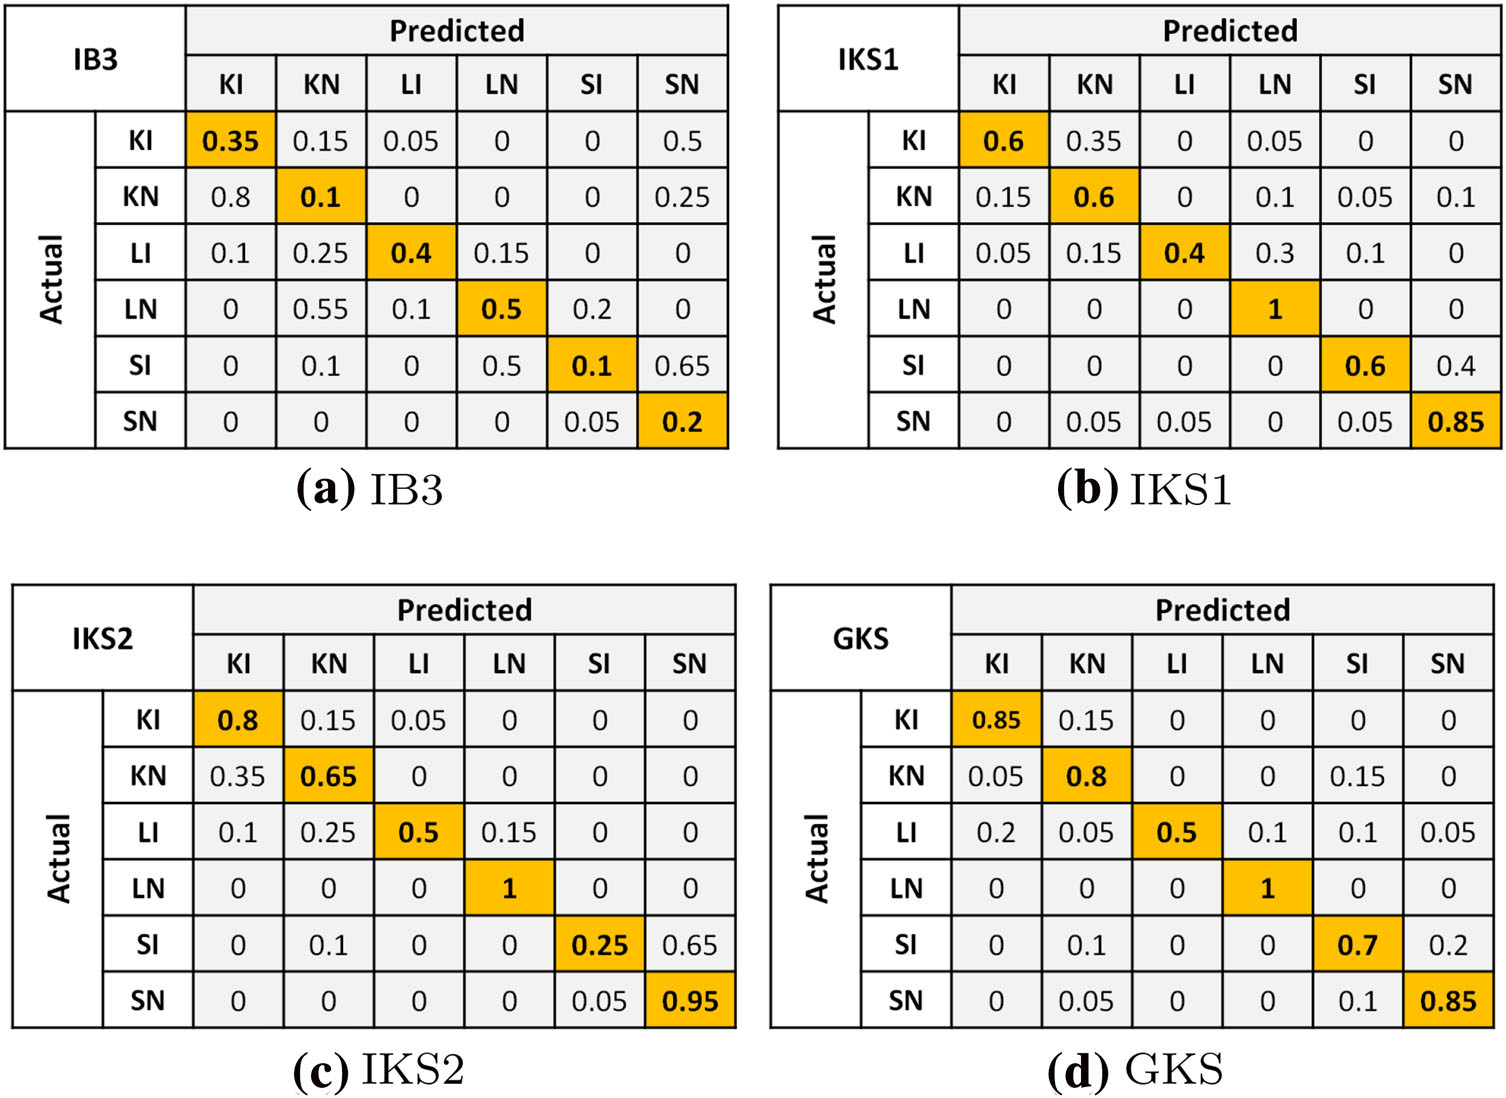 IB3 Predicted
KI KN LI LN SI SN
Actual
KI 0.35 0.15 0.05 0 0 0.5
KN 0.8 0.1 0 0 0 0.25
LI 0.1 0.25 0.4 0.15 0 0
LN 0 0.55 0.1 0.5 0.2 0
SI 0 0.1 0 0.5 0.1 0.65
SN 0 0 0 0 0.05 0.2
(a) IB3
IKS1 Predicted
KI KN LI LN SI SN
Actual
KI 0.6 0.35 0 0.05 0 0
KN 0.15 0.6 0 0.1 0.05 0.1
LI 0.05 0.15 0.4 0.3 0.1 0
LN 0 0 0 1 0 0
SI 0 0 0 0 0.6 0.4
SN 0 0.05 0.05 0 0.05 0.85
(b) IKS1
IKS2 Predicted
KI KN LI LN SI SN
Actual
KI 0.8 0.15 0.05 0 0 0
KN 0.35 0.65 0 0 0 0
LI 0.1 0.25 0.5 0.15 0 0
LN 0 0 0 1 0 0
SI 0 0.1 0 0 0.25 0.65
SN 0 0 0 0 0.05 0.95
(c) IKS2
GKS Predicted
KI KN LI LN SI SN
Actual
KI 0.85 0.15 0 0 0 0
KN 0.05 0.8 0 0 0.15 0
LI 0.2 0.05 0.5 0.1 0.1 0.05
LN 0 0 0 1 0 0
SI 0 0.1 0 0 0.7 0.2
SN 0 0.05 0 0 0.1 0.85
(d) GKS